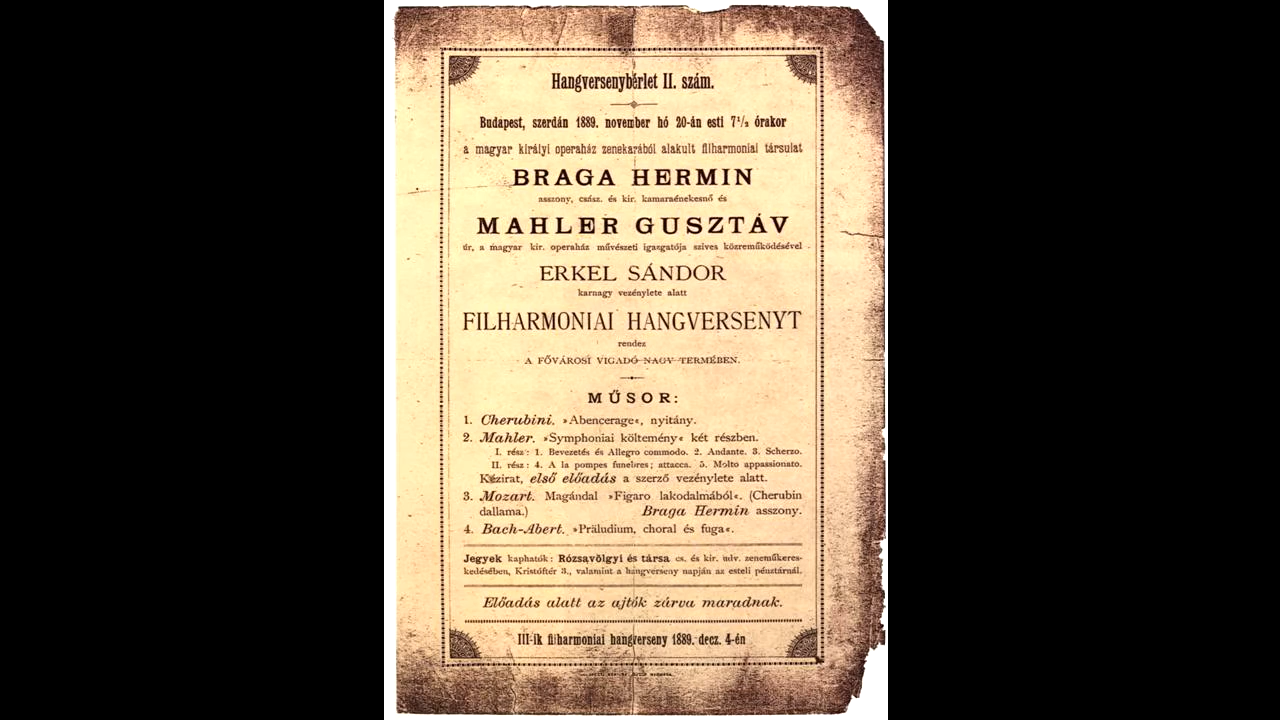 Hangversenybérlet II. szám.
Budapest, szerdán 1889. november hó 20-án esti 7½ órakor
a magyar királyi operaház zenekarából alakult filharmoniai társulat
BRAGA HERMIN
asszony, csász. és kir. kamaraénekesnő és
MAHLER GUSZTÁV
úr, a magyar kir. operaház művészeti igazgatója szives közreműködésével
ERKEL SÁNDOR
karnagy vezénylete alatt
FILHARMONIAI HANGVERSENYT
rendez
A FŐVÁROSI VIGADÓ NAGY TERMÉBEN.
MŰSOR:
1. Cherubini. »Abencerage«, nyitány.
2. Mahler. »Symphoniai költemény« két részben.
I. rész: 1. Bevezetés és Allegro commodo. 2. Andante. 3. Scherzo.
II. rész: 4. A la pompes funebres; attacca. 5. Molto appassionato.
Kézirat, első előadás a szerző vezénylete alatt.
3. Mozart. Magándal »Figaro lakodalmából«. (Cherubin
dallama.) Braga Hermin asszony.
4. Bach-Abert. »Präludium, choral és fuga«.
Jegyek kaphatók: Rózsavölgyi és társa cs. és kir. udv. zeneműkeres-
kedésében, Kristóftér 3., valamint a hangverseny napján az esteli pénztárnál.
Előadás alatt az ajtók zárva maradnak.
III-ik filharmoniai hangverseny 1889. decz. 4-én